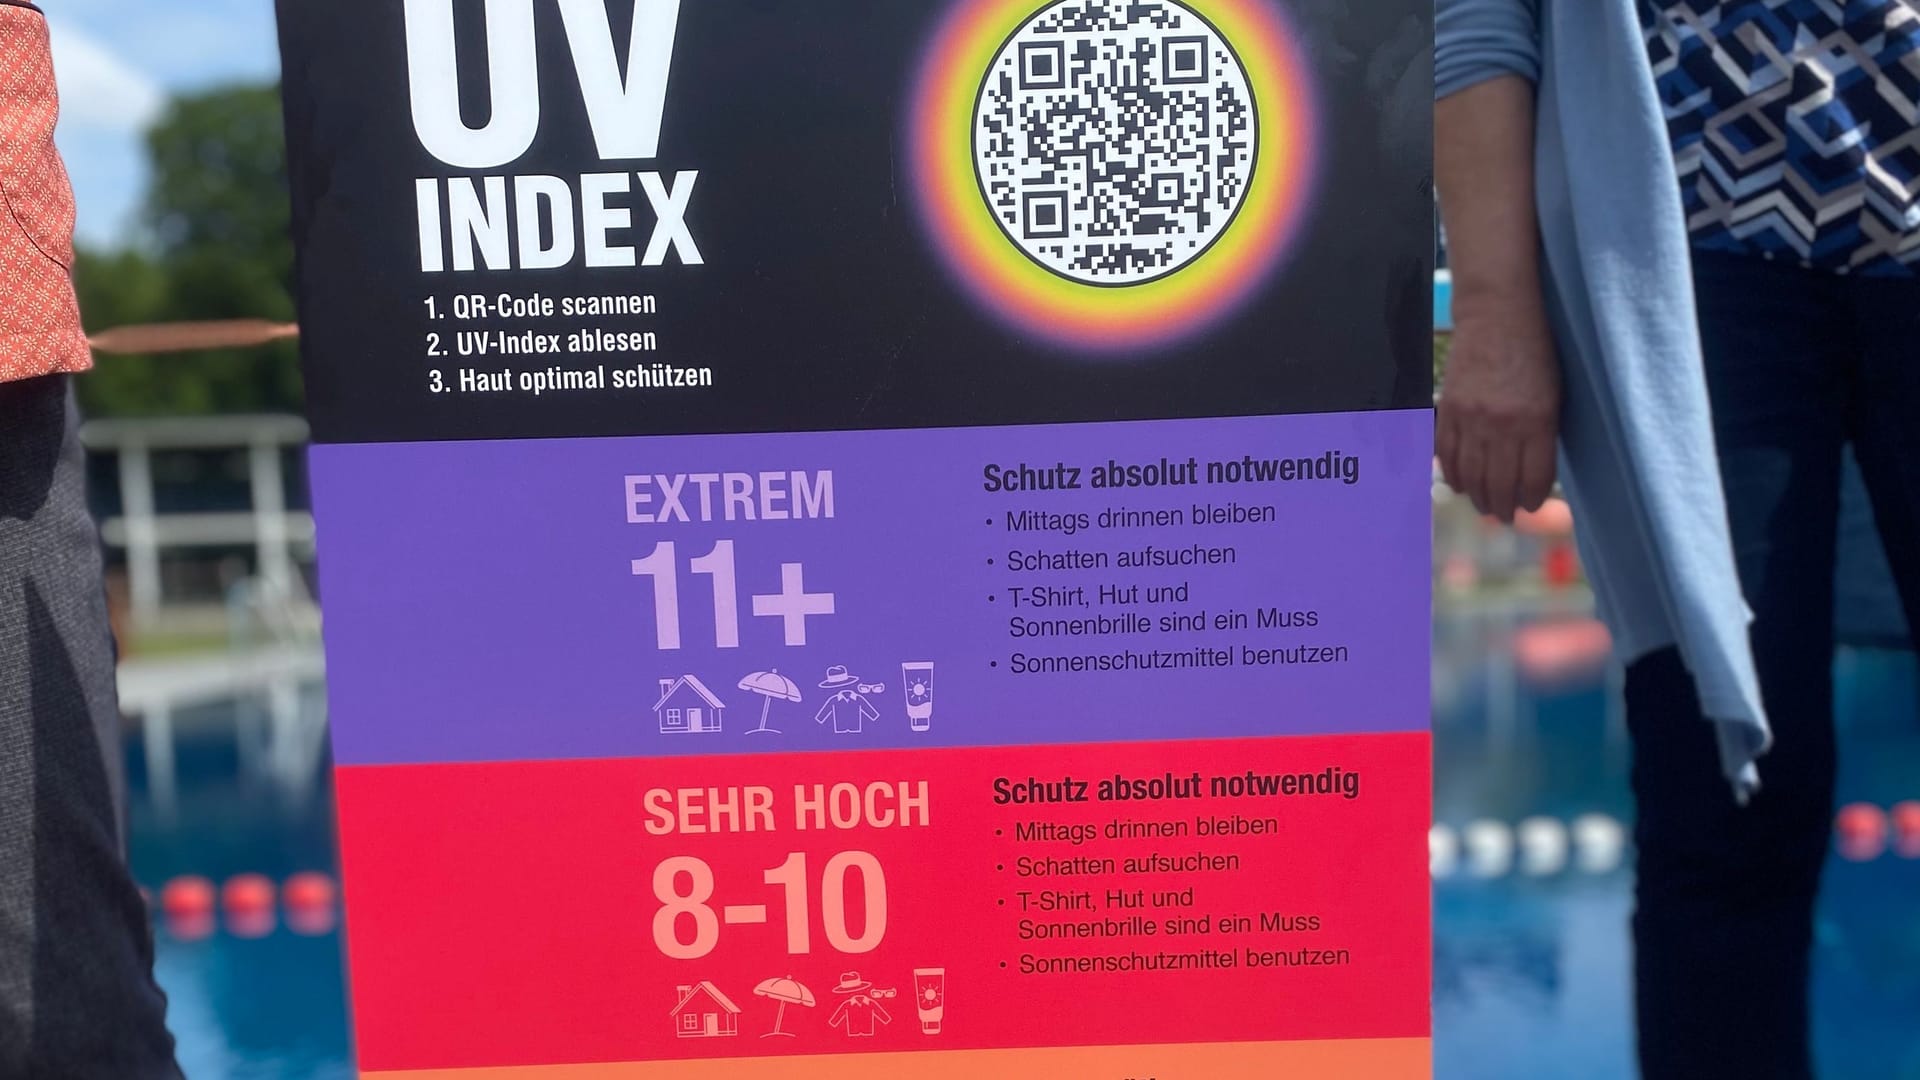 UV
INDEX
1. QR-Code scannen
2. UV-Index ablesen
3. Haut optimal schützen
EXTREM
11+
Schutz absolut notwendig
• Mittags drinnen bleiben
• Schatten aufsuchen
• T-Shirt, Hut und
Sonnenbrille sind ein Muss
• Sonnenschutzmittel benutzen
SEHR HOCH
8-10
Schutz absolut notwendig
• Mittags drinnen bleiben
• Schatten aufsuchen
• T-Shirt, Hut und
Sonnenbrille sind ein Muss
• Sonnenschutzmittel benutzen